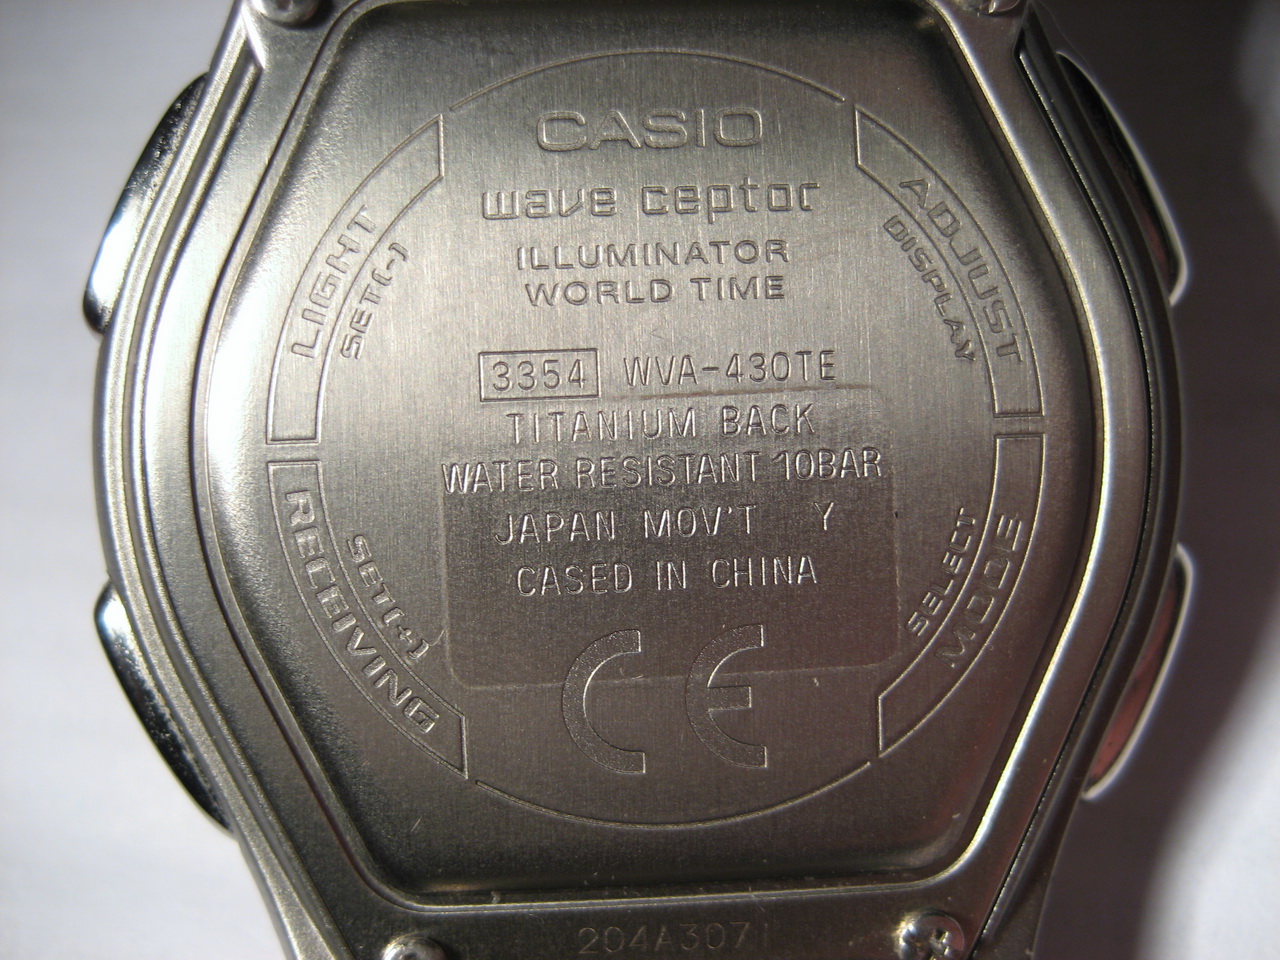 CASIO
wave ceptor
ILLUMINATOR
WORLD TIME
3354 WVA-430TE
TITANIUM BACK
WATER RESISTANT 10BAR
JAPAN MOV'T Y
CASED IN CHINA
CE
LIGHT
SET(-)
ADJUST
DISPLAY
RECEIVING
SET(+)
SELECT
MODE
204A307